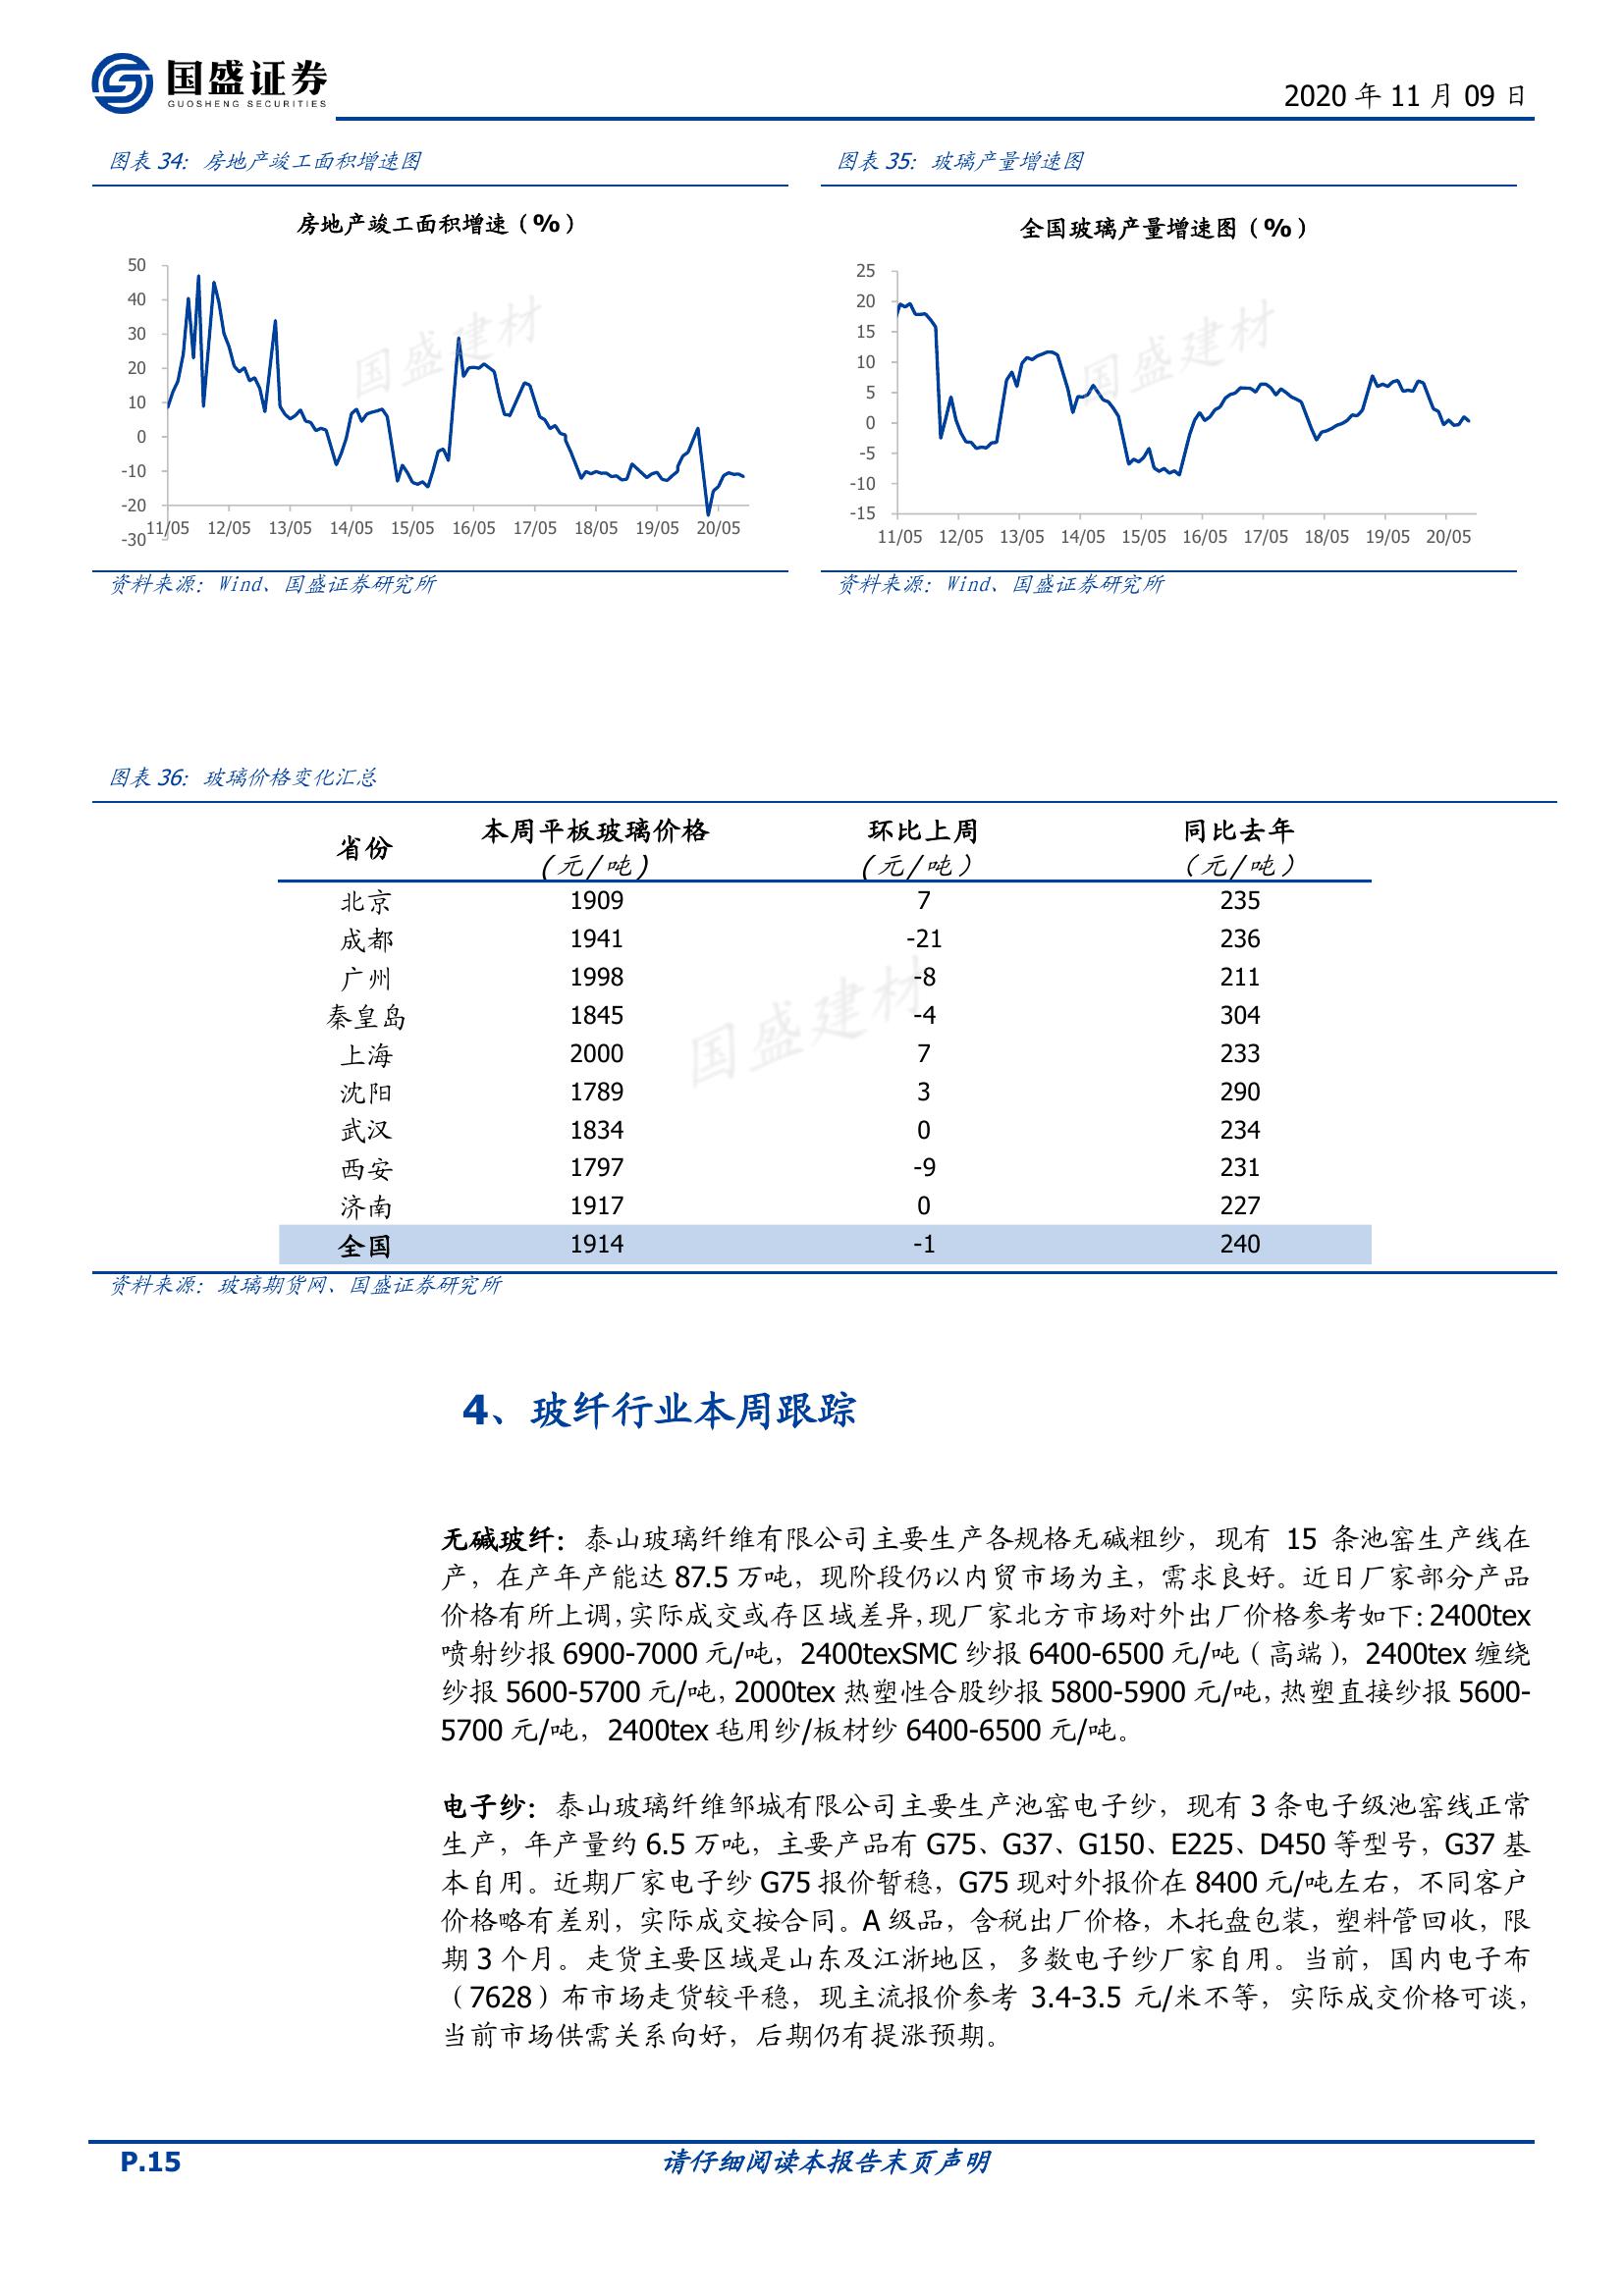 国盛证券
GUOSHENG SECURITIES
2020 年 11 月 09 日
图表 34：房地产竣工面积增速图
房地产竣工面积增速（%）
50
40
30
20
10
0
-10
-20
-30
11/05 12/05 13/05 14/05 15/05 16/05 17/05 18/05 19/05 20/05
国盛建材
资料来源：Wind、国盛证券研究所
图表 35：玻璃产量增速图
全国玻璃产量增速图（%）
25
20
15
10
5
0
-5
-10
-15
11/05 12/05 13/05 14/05 15/05 16/05 17/05 18/05 19/05 20/05
国盛建材
资料来源：Wind、国盛证券研究所
图表 36：玻璃价格变化汇总
省份 本周平板玻璃价格 环比上周 同比去年
（元/吨） （元/吨） （元/吨）
北京 1909 7 235
成都 1941 -21 236
广州 1998 -8 211
秦皇岛 1845 -4 304
上海 2000 7 233
沈阳 1789 3 290
武汉 1834 0 234
西安 1797 -9 231
济南 1917 0 227
全国 1914 -1 240
国盛建材
资料来源：玻璃期货网、国盛证券研究所
4、玻纤行业本周跟踪
无碱玻纤：泰山玻璃纤维有限公司主要生产各规格无碱粗纱，现有 15 条池窑生产线在
产，在产年产能达 87.5 万吨，现阶段仍以内贸市场为主，需求良好。近日厂家部分产品
价格有所上调，实际成交或存区域差异，现厂家北方市场对外出厂价格参考如下：2400tex
喷射纱报 6900-7000 元/吨，2400texSMC 纱报 6400-6500 元/吨（高端），2400tex 缠绕
纱报 5600-5700 元/吨，2000tex 热塑性合股纱报 5800-5900 元/吨，热塑直接纱报 5600-
5700 元/吨，2400tex 毡用纱/板材纱 6400-6500 元/吨。
电子纱：泰山玻璃纤维邹城有限公司主要生产池窑电子纱，现有 3 条电子级池窑线正常
生产，年产量约 6.5 万吨，主要产品有 G75、G37、G150、E225、D450 等型号，G37 基
本自用。近期厂家电子纱 G75 报价暂稳，G75 现对外报价在 8400 元/吨左右，不同客户
价格略有差别，实际成交按合同。A 级品，含税出厂价格，木托盘包装，塑料管回收，限
期 3 个月。走货主要区域是山东及江浙地区，多数电子纱厂家自用。当前，国内电子布
（7628）布市场走货较平稳，现主流报价参考 3.4-3.5 元/米不等，实际成交价格可谈，
当前市场供需关系向好，后期仍有提涨预期。
P.15
请仔细阅读本报告末页声明